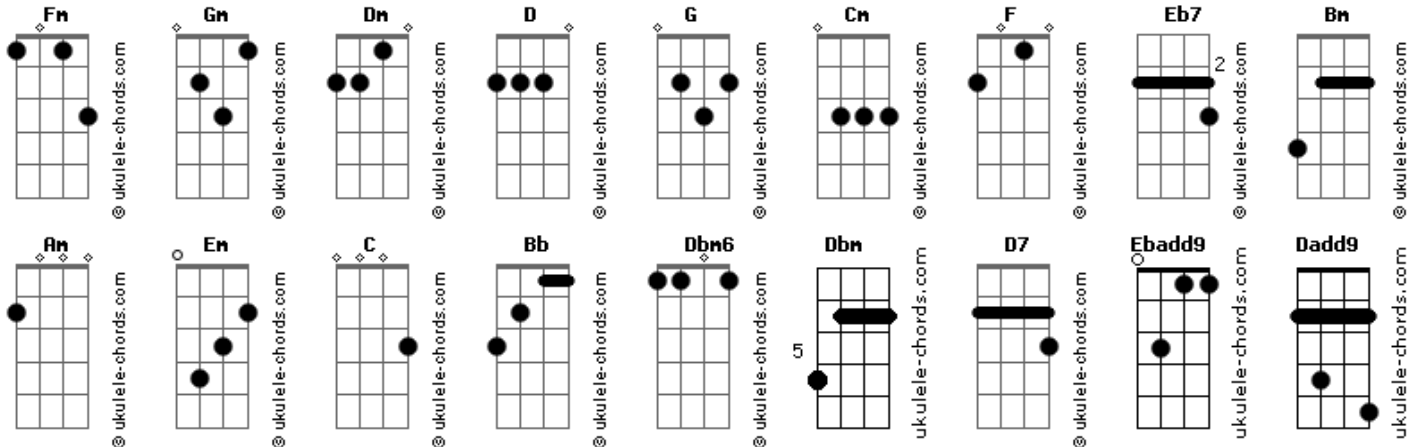 Fm Gm Dm D G Cm F Eb7 Bm
2
© ukulele-chords.com © ukulele-chords.com © ukulele-chords.com © ukulele-chords.com © ukulele-chords.com © ukulele-chords.com © ukulele-chords.com © ukulele-chords.com © ukulele-chords.com
Am Em C Bb Dbm6 Dbm D7 Ebadd9 Dadd9
5
© ukulele-chords.com © ukulele-chords.com © ukulele-chords.com © ukulele-chords.com © ukulele-chords.com ukulele-chords.com © ukulele-chords.com ukulele-chords.com ukulele-chords.com